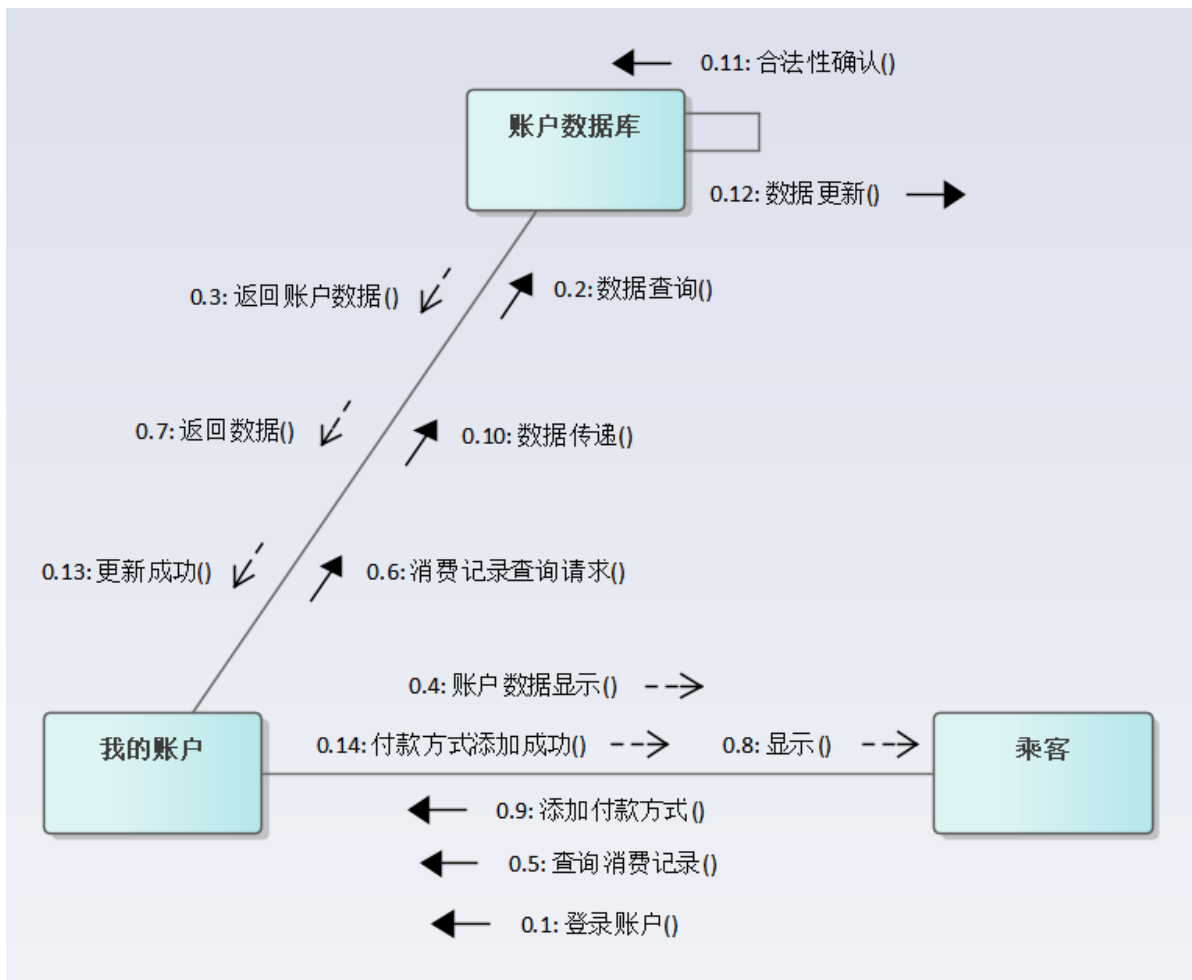 0.11: 合法性确认()
账户数据库
0.12: 数据更新()
0.3: 返回账户数据()
0.2: 数据查询()
0.7: 返回数据()
0.10: 数据传递()
0.13: 更新成功()
0.6: 消费记录查询请求()
0.4: 账户数据显示()
我的账户
0.14: 付款方式添加成功()
0.8: 显示()
乘客
0.9: 添加付款方式()
0.5: 查询消费记录()
0.1: 登录账户()